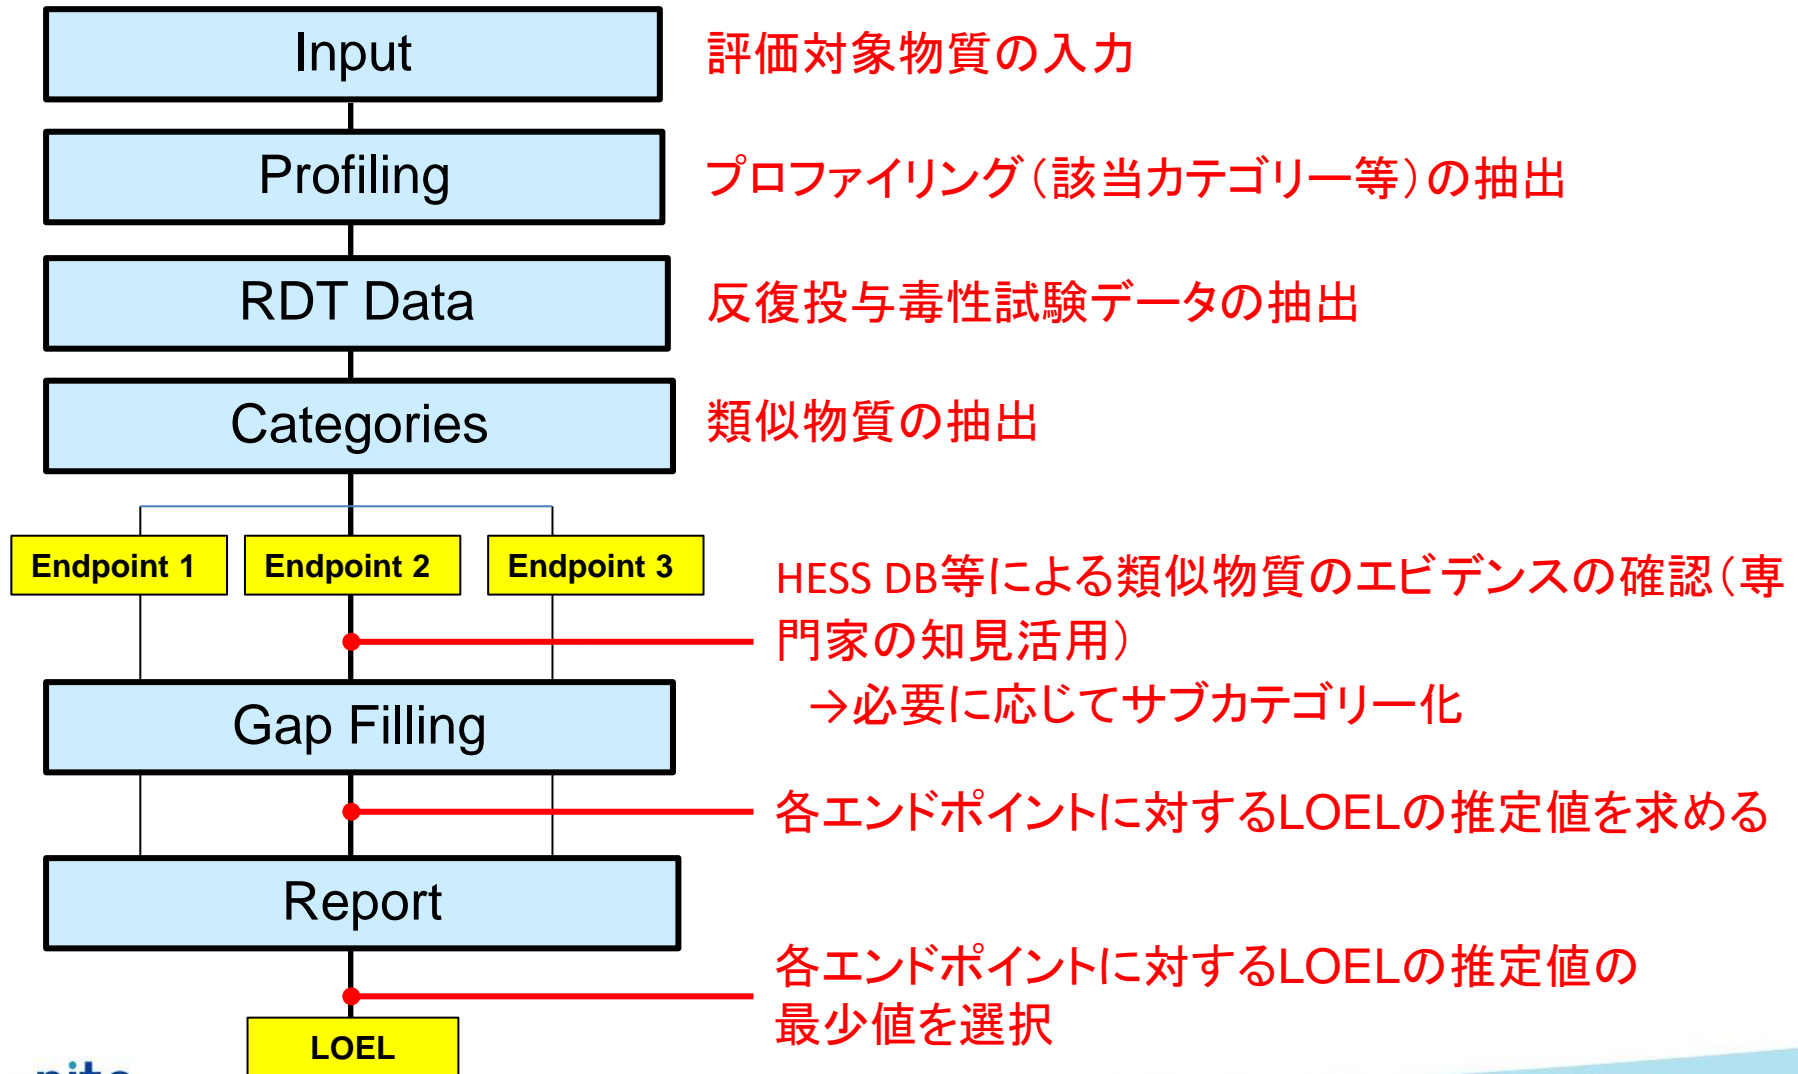 Input
評価対象物質の入力
Profiling
プロファイリング（該当カテゴリー等）の抽出
RDT Data
反復投与毒性試験データの抽出
Categories
類似物質の抽出
Endpoint 1
Endpoint 2
Endpoint 3
HESS DB等による類似物質のエビデンスの確認（専
門家の知見活用）
→必要に応じてサブカテゴリー化
Gap Filling
各エンドポイントに対するLOELの推定値を求める
Report
各エンドポイントに対するLOELの推定値の
最少値を選択
LOEL